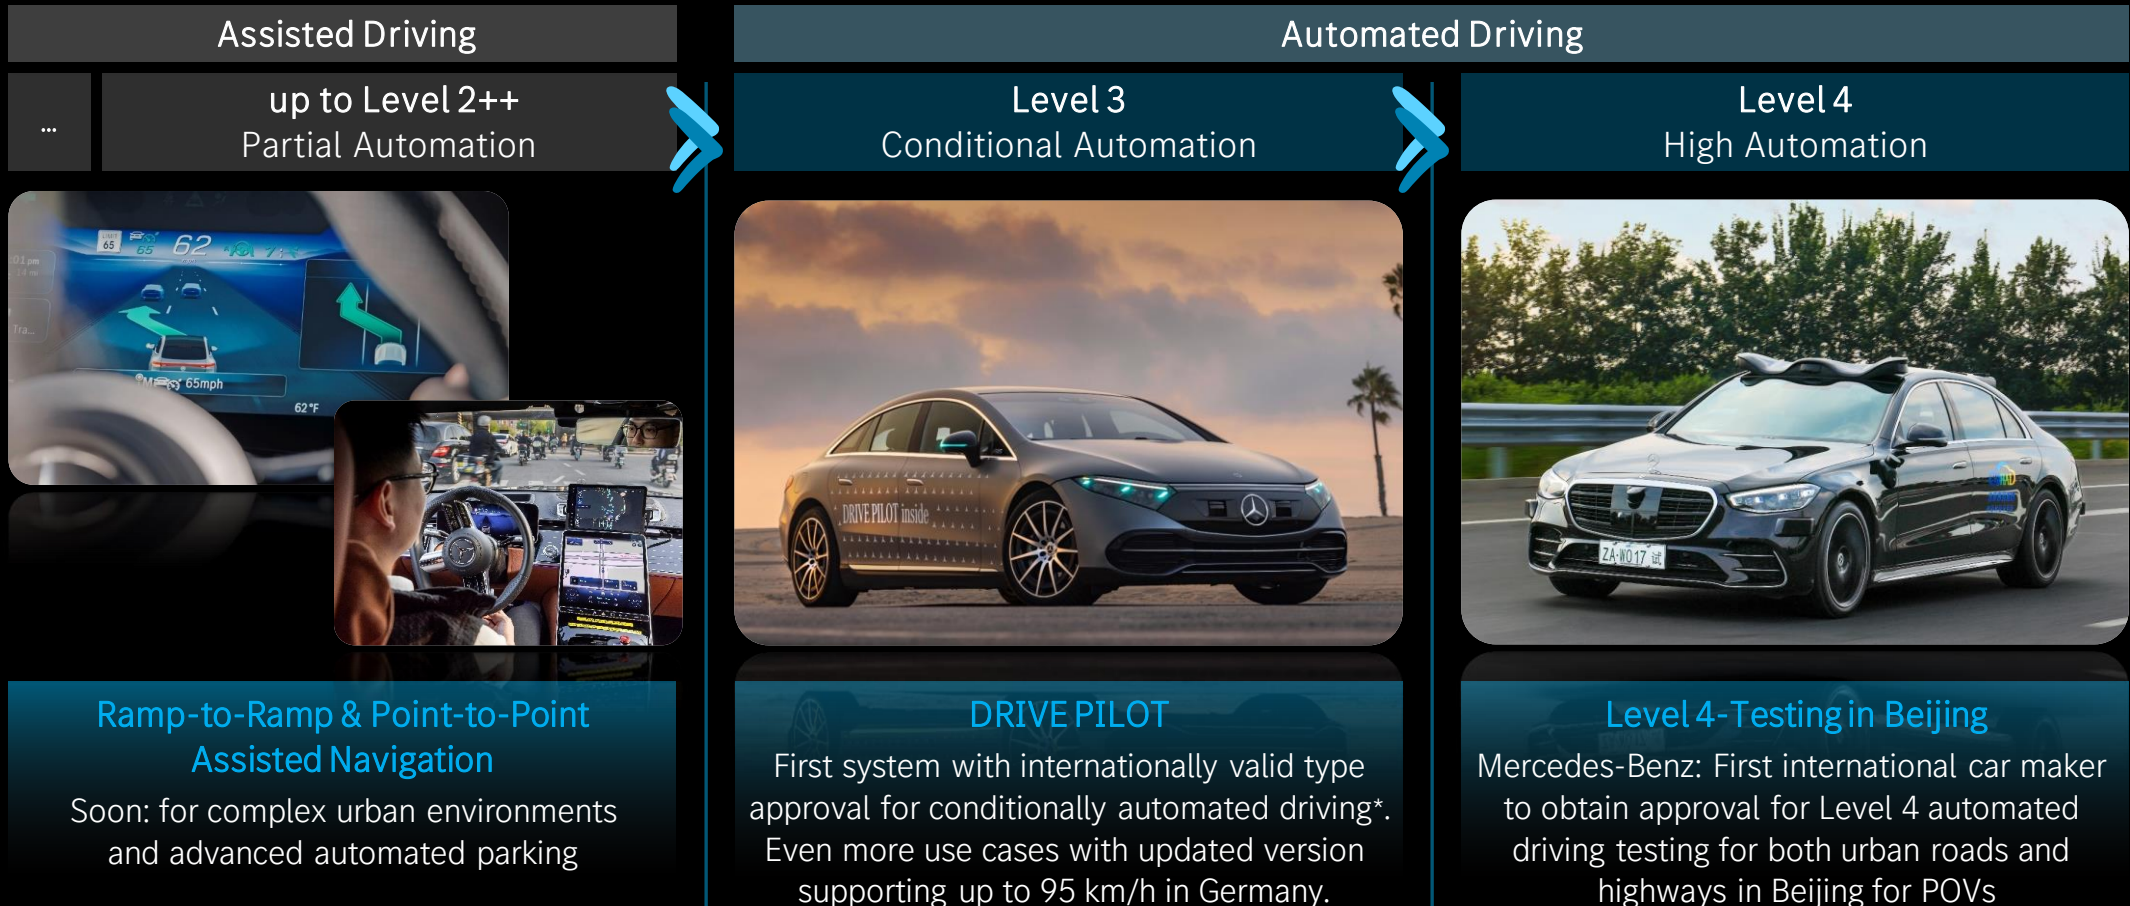 Assisted Driving
Automated Driving
...
up to Level 2++
Partial Automation
Level 3
Conditional Automation
Level 4
High Automation
LIMIT
65
65
62
65mph
62°F
DRIVE PILOT inside
ZA·W017 试
Ramp-to-Ramp & Point-to-Point
Assisted Navigation
Soon: for complex urban environments
and advanced automated parking
DRIVE PILOT
First system with internationally valid type
approval for conditionally automated driving*.
Even more use cases with updated version
supporting up to 95 km/h in Germany.
Level 4-Testing in Beijing
Mercedes-Benz: First international car maker
to obtain approval for Level 4 automated
driving testing for both urban roads and
highways in Beijing for POVs